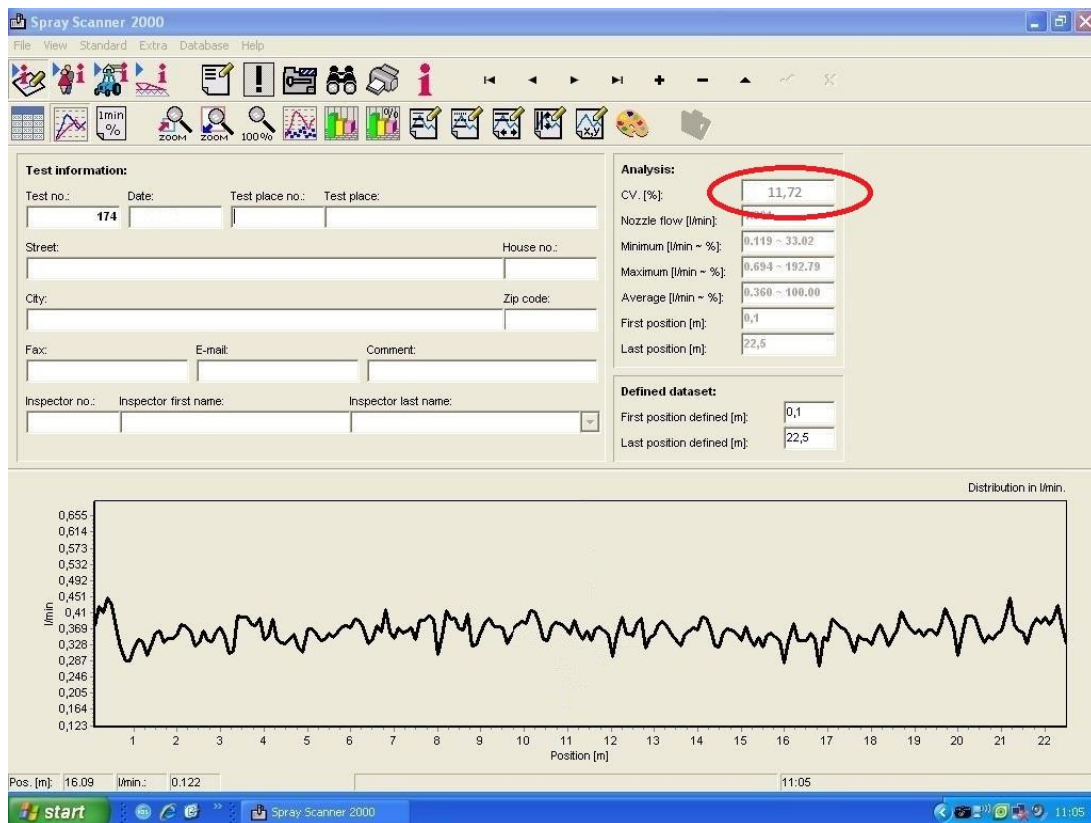 Spray Scanner 2000
File View Standard Extra Database Help
1min % ZOOM ZOOM 100% % x,y
Test information:
Test no.: Date: Test place no.: Test place:
174
Street: House no.:
City: Zip code:
Fax: E-mail: Comment:
Inspector no.: Inspector first name: Inspector last name:
Analysis:
CV. [%]: 11,72
Nozzle flow [l/min]:
Minimum [l/min ~ %]: 0.119 ~ 33.02
Maximum [l/min ~ %]: 0.694 ~ 192.79
Average [l/min ~ %]: 0.360 ~ 100.00
First position [m]: 0,1
Last position [m]: 22,5
Defined dataset:
First position defined [m]: 0,1
Last position defined [m]: 22,5
Distribution in l/min.
0,655
0,614
0,573
0,532
0,492
0,451
0,41
0,369
0,328
0,287
0,246
0,205
0,164
0,123
l/min
1 2 3 4 5 6 7 8 9 10 11 12 13 14 15 16 17 18 19 20 21 22
Position [m]
Pos. [m]: 16.09 l/min.: 0.122 11:05
start Spray Scanner 2000 11:05